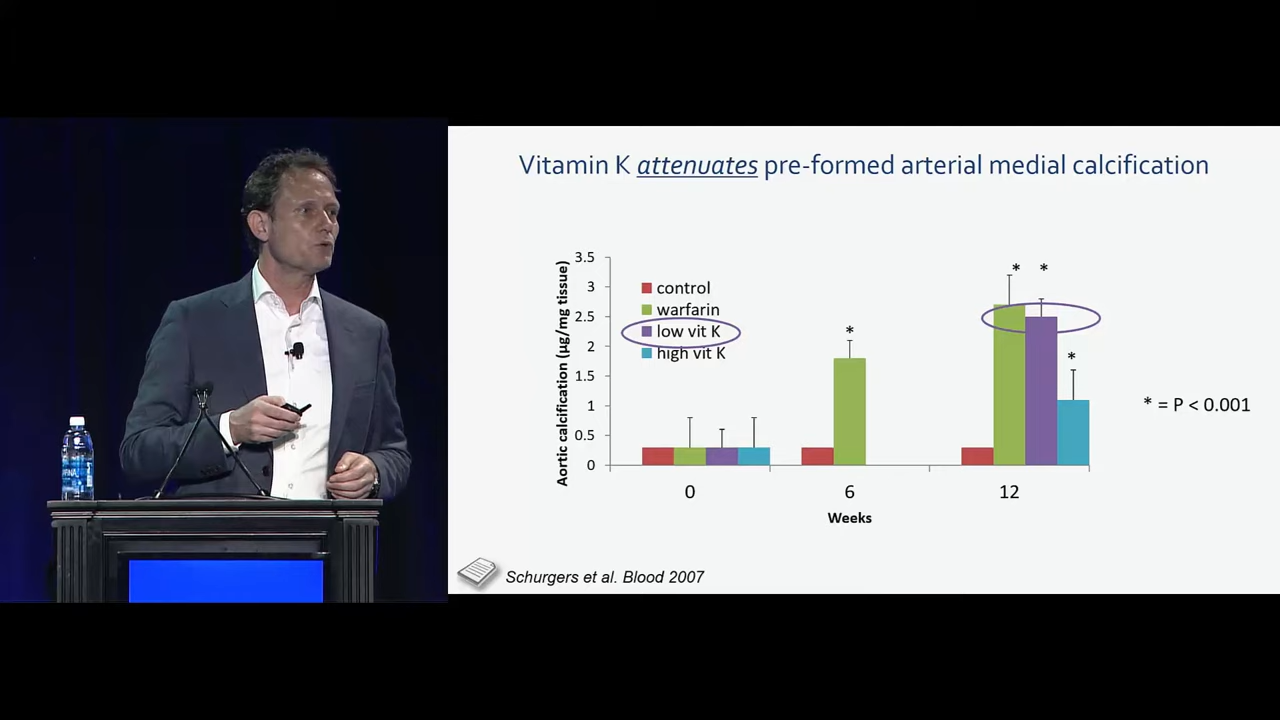 Vitamin K attenuates pre-formed arterial medial calcification
Aortic calcification (µg/mg tissue)
3.5
3
2.5
2
1.5
1
0.5
0
control
warfarin
low vit K
high vit K
*
* *
*
* = P < 0.001
0 6 12
Weeks
Schurgers et al. Blood 2007